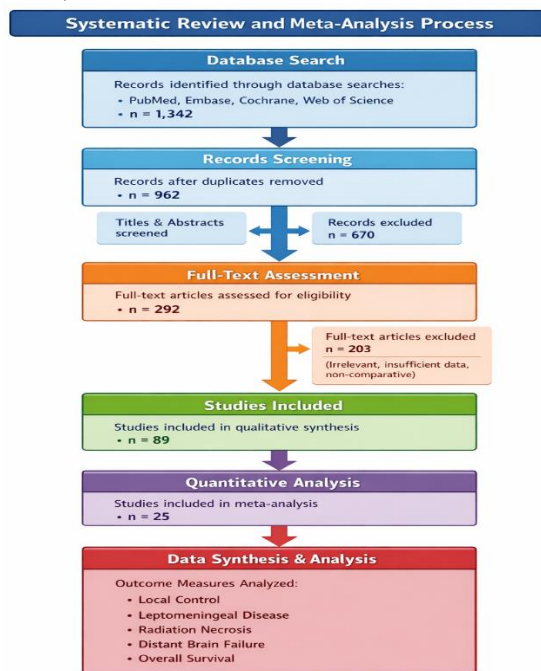 Systematic Review and Meta-Analysis Process
Database Search
Records identified through database searches:
• PubMed, Embase, Cochrane, Web of Science
• n = 1,342
Records Screening
Records after duplicates removed
• n = 962
Titles & Abstracts
screened
Records excluded
n = 670
Full-Text Assessment
Full-text articles assessed for eligibility
• n = 292
Full-text articles excluded
n = 203
(Irrelevant, insufficient data,
non-comparative)
Studies Included
Studies included in qualitative synthesis
• n = 89
Quantitative Analysis
Studies included in meta-analysis
• n = 25
Data Synthesis & Analysis
Outcome Measures Analyzed:
• Local Control
• Leptomeningeal Disease
• Radiation Necrosis
• Distant Brain Failure
• Overall Survival